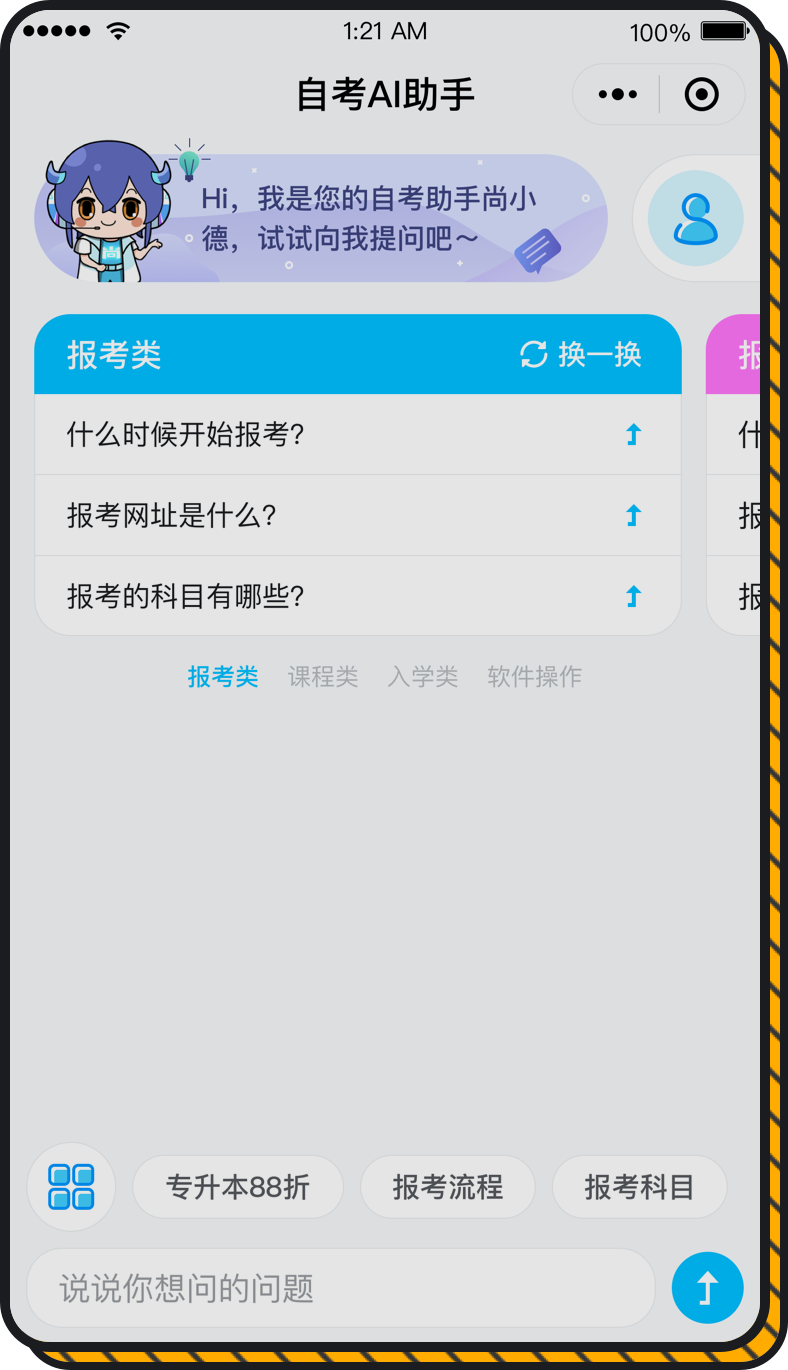 1:21 AM
100%
自考AI助手
Hi，我是您的自考助手尚小
德，试试向我提问吧～
尚
报考类
换一换
报
什么时候开始报考？
什
报考网址是什么？
报
报考的科目有哪些？
报
报考类 课程类 入学类 软件操作
专升本88折 报考流程 报考科目
说说你想问的问题